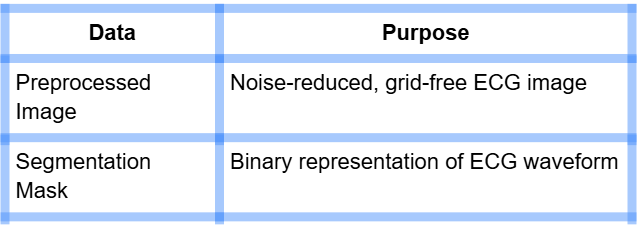 Data Purpose
Preprocessed Noise-reduced, grid-free ECG image
Image
Segmentation Binary representation of ECG waveform
Mask